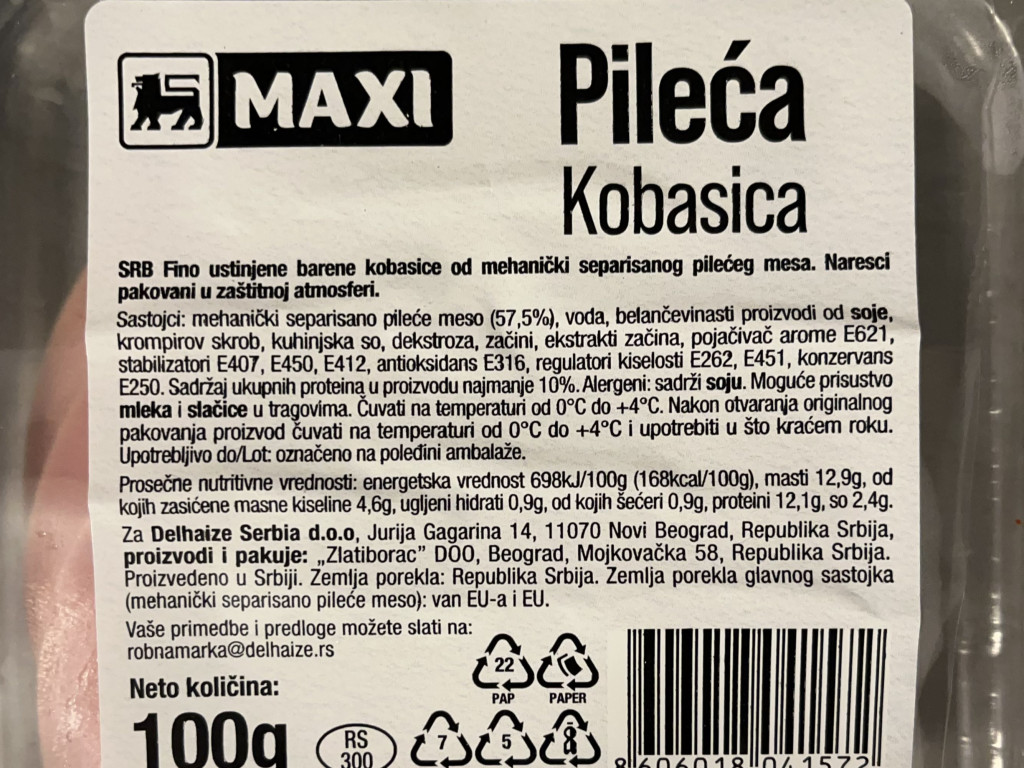 MAXI
Pileća
Kobasica
SRB Fino ustinjene barene kobasice od mehanički separisanog pilećeg mesa. Naresci
pakovani u zaštitnoj atmosferi.
Sastojci: mehanički separisano pileće meso (57,5%), voda, belančevinasti proizvodi od soje,
krompirov skrob, kuhinjska so, dekstroza, začini, ekstrakti začina, pojačivač arome E621,
stabilizatori E407, E450, E412, antioksidans E316, regulatori kiselosti E262, E451, konzervans
E250. Sadržaj ukupnih proteina u proizvodu najmanje 10%. Alergeni: sadrži soju. Moguće prisustvo
mleka i slačice u tragovima. Čuvati na temperaturi od 0°C do +4°C. Nakon otvaranja originalnog
pakovanja proizvod čuvati na temperaturi od 0°C do +4°C i upotrebiti u što kraćem roku.
Upotrebljivo do/Lot: označeno na poleđini ambalaže.
Prosečne nutritivne vrednosti: energetska vrednost 698kJ/100g (168kcal/100g), masti 12,9g, od
kojih zasićene masne kiseline 4,6g, ugljeni hidrati 0,9g, od kojih šećeri 0,9g, proteini 12,1g, so 2,4g.
Za Delhaize Serbia d.o.o, Jurija Gagarina 14, 11070 Novi Beograd, Republika Srbija,
proizvodi i pakuje: „Zlatiborac” DOO, Beograd, Mojkovačka 58, Republika Srbija.
Proizvedeno u Srbiji. Zemlja porekla: Republika Srbija. Zemlja porekla glavnog sastojka
(mehanički separisano pileće meso): van EU-a i EU.
Vaše primedbe i predloge možete slati na:
robnamarka@delhaize.rs
22
PAP PAPER
Neto količina:
100g
RS
300
7 5
8 606018 041572